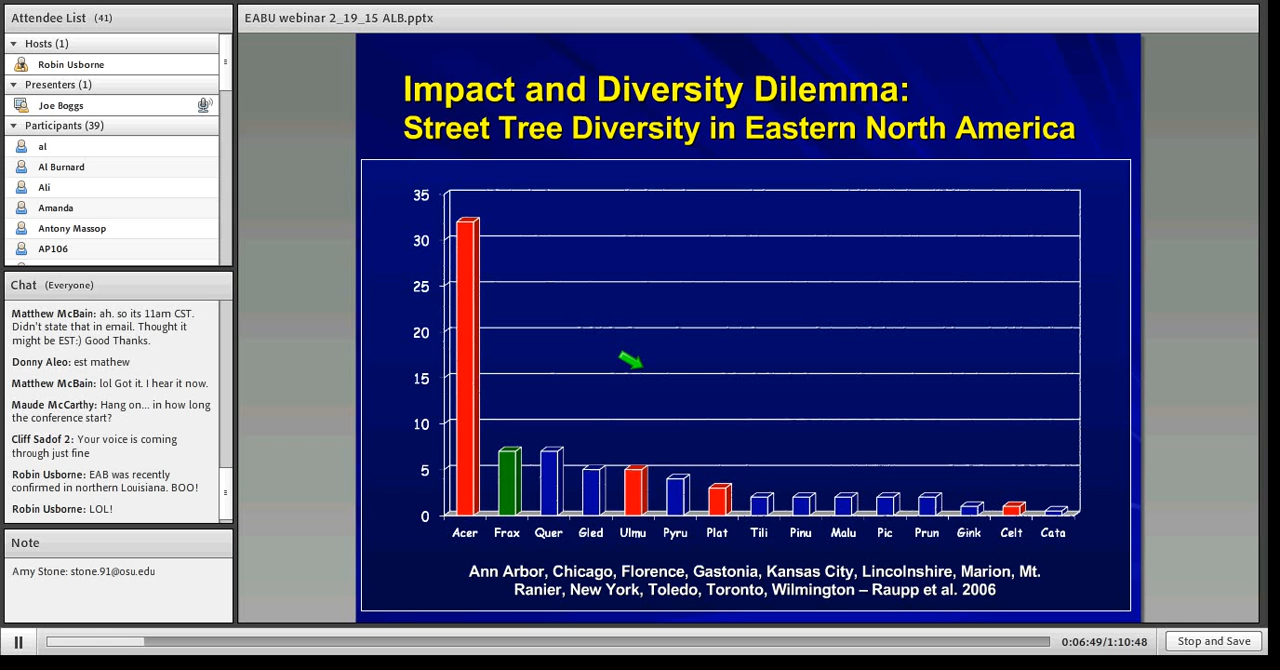 Attendee List (41)
Hosts (1)
Robin Usborne
Presenters (1)
Joe Boggs
Participants (39)
al
Al Burnard
Ali
Amanda
Antony Massop
AP106
Chat (Everyone)
Matthew McBain: ah. so its 11am CST.
Didn't state that in email. Thought it
might be EST:) Good Thanks.
Donny Aleo: est mathew
Matthew McBain: lol Got it. I hear it now.
Maude McCarthy: Hang on... in how long
the conference start?
Cliff Sadof 2: Your voice is coming
through just fine
Robin Usborne: EAB was recently
confirmed in northern Louisiana. BOO!
Robin Usborne: LOL!
Note
Amy Stone: stone.91@osu.edu
EABU webinar 2_19_15 ALB.pptx
Impact and Diversity Dilemma:
Street Tree Diversity in Eastern North America
35
30
25
20
15
10
5
0
Acer Frax Quer Gled Ulmu Pyru Plat Tili Pinu Malu Pic Prun Gink Celt Cata
Ann Arbor, Chicago, Florence, Gastonia, Kansas City, Lincolnshire, Marion, Mt.
Ranier, New York, Toledo, Toronto, Wilmington – Raupp et al. 2006
0:06:49/1:10:48
Stop and Save